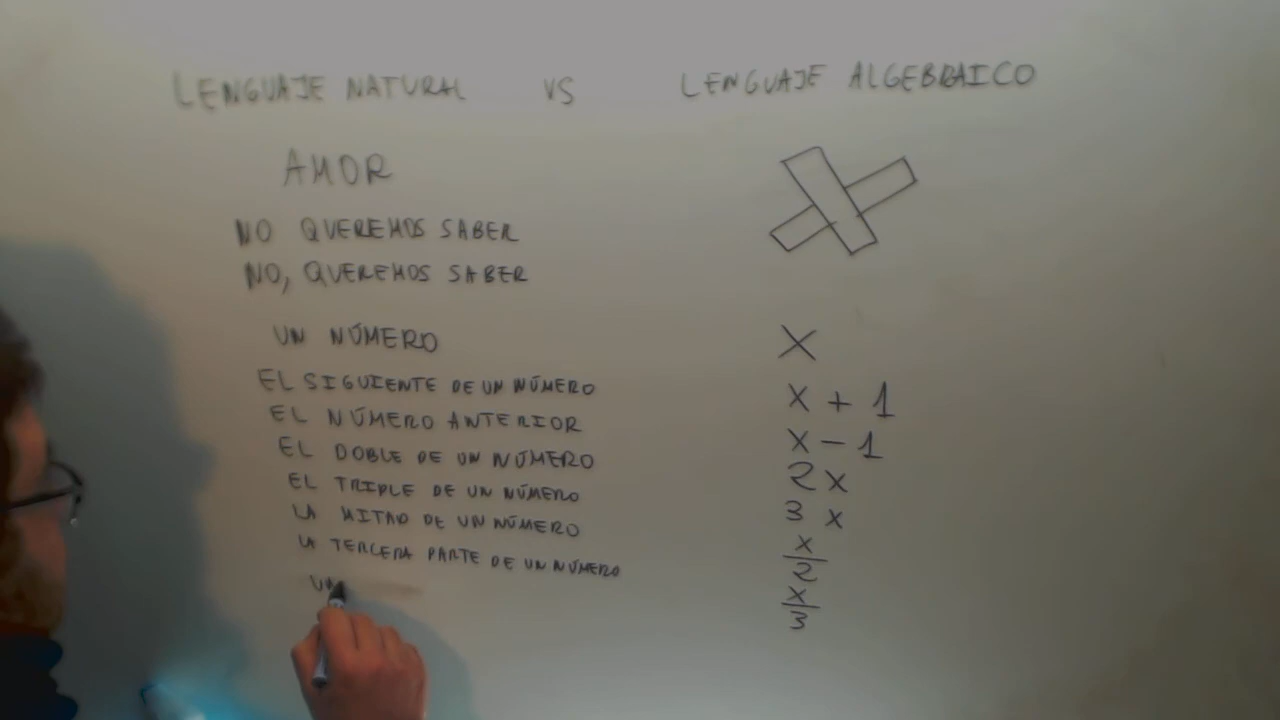 LENGUAJE NATURAL VS LENGUAJE ALGEBRAICO
AMOR
NO QUEREMOS SABER
NO, QUEREMOS SABER
UN NÚMERO X
EL SIGUIENTE DE UN NÚMERO X + 1
EL NÚMERO ANTERIOR X - 1
EL DOBLE DE UN NÚMERO 2 X
EL TRIPLE DE UN NÚMERO 3 X
LA MITAD DE UN NÚMERO X/2
LA TERCERA PARTE DE UN NÚMERO X/3
UN